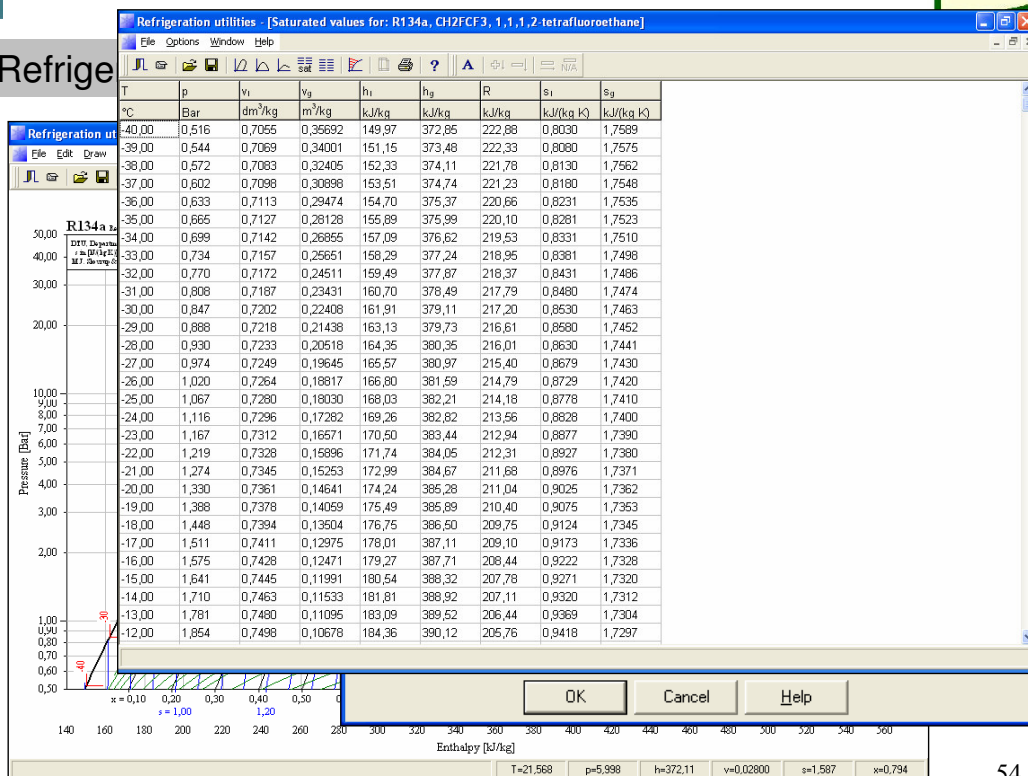 Refrigeration utilities - [Saturated values for: R134a, CH2FCF3, 1,1,1,2-tetrafluoroethane]
File Options Window Help
sat N/A
T p vl vg hl hg R sl sg
°C Bar dm³/kg m³/kg kJ/kg kJ/kg kJ/kg kJ/(kg K) kJ/(kg K)
-40,00 0,516 0,7055 0,35692 149,97 372,85 222,88 0,8030 1,7589
-39,00 0,544 0,7069 0,34001 151,15 373,48 222,33 0,8080 1,7575
-38,00 0,572 0,7083 0,32405 152,33 374,11 221,78 0,8130 1,7562
-37,00 0,602 0,7098 0,30898 153,51 374,74 221,23 0,8180 1,7548
-36,00 0,633 0,7113 0,29474 154,70 375,37 220,66 0,8231 1,7535
-35,00 0,665 0,7127 0,28128 155,89 375,99 220,10 0,8281 1,7523
-34,00 0,699 0,7142 0,26855 157,09 376,62 219,53 0,8331 1,7510
-33,00 0,734 0,7157 0,25651 158,29 377,24 218,95 0,8381 1,7498
-32,00 0,770 0,7172 0,24511 159,49 377,87 218,37 0,8431 1,7486
-31,00 0,808 0,7187 0,23431 160,70 378,49 217,79 0,8480 1,7474
-30,00 0,847 0,7202 0,22408 161,91 379,11 217,20 0,8530 1,7463
-29,00 0,888 0,7218 0,21438 163,13 379,73 216,61 0,8580 1,7452
-28,00 0,930 0,7233 0,20518 164,35 380,35 216,01 0,8630 1,7441
-27,00 0,974 0,7249 0,19645 165,57 380,97 215,40 0,8679 1,7430
-26,00 1,020 0,7264 0,18817 166,80 381,59 214,79 0,8729 1,7420
-25,00 1,067 0,7280 0,18030 168,03 382,21 214,18 0,8778 1,7410
-24,00 1,116 0,7296 0,17282 169,26 382,82 213,56 0,8828 1,7400
-23,00 1,167 0,7312 0,16571 170,50 383,44 212,94 0,8877 1,7390
-22,00 1,219 0,7328 0,15896 171,74 384,05 212,31 0,8927 1,7380
-21,00 1,274 0,7345 0,15253 172,99 384,67 211,68 0,8976 1,7371
-20,00 1,330 0,7361 0,14641 174,24 385,28 211,04 0,9025 1,7362
-19,00 1,388 0,7378 0,14059 175,49 385,89 210,40 0,9075 1,7353
-18,00 1,448 0,7394 0,13504 176,75 386,50 209,75 0,9124 1,7345
-17,00 1,511 0,7411 0,12975 178,01 387,11 209,10 0,9173 1,7336
-16,00 1,575 0,7428 0,12471 179,27 387,71 208,44 0,9222 1,7328
-15,00 1,641 0,7445 0,11991 180,54 388,32 207,78 0,9271 1,7320
-14,00 1,710 0,7463 0,11533 181,81 388,92 207,11 0,9320 1,7312
-13,00 1,781 0,7480 0,11095 183,09 389,52 206,44 0,9369 1,7304
-12,00 1,854 0,7498 0,10678 184,36 390,12 205,76 0,9418 1,7297
Refrige
Refrigeration ut
File Edit Draw
R134a
50,00
40,00
30,00
20,00
10,00
9,00
8,00
7,00
6,00
5,00
4,00
3,00
2,00
1,00
0,90
0,80
0,70
0,60
0,50
Pressure [Bar]
30
-40
x = 0,10 0,20 0,30 0,40 0,50
s = 1,00 1,20
140 160 180 200 220 240 260 280 300 320 340 360 380 400 420 440 460 480 500 520 540 560
Enthalpy [kJ/kg]
OK Cancel Help
T=21,568 p=5,998 h=372,11 v=0,02800 s=1,587 x=0,794
54